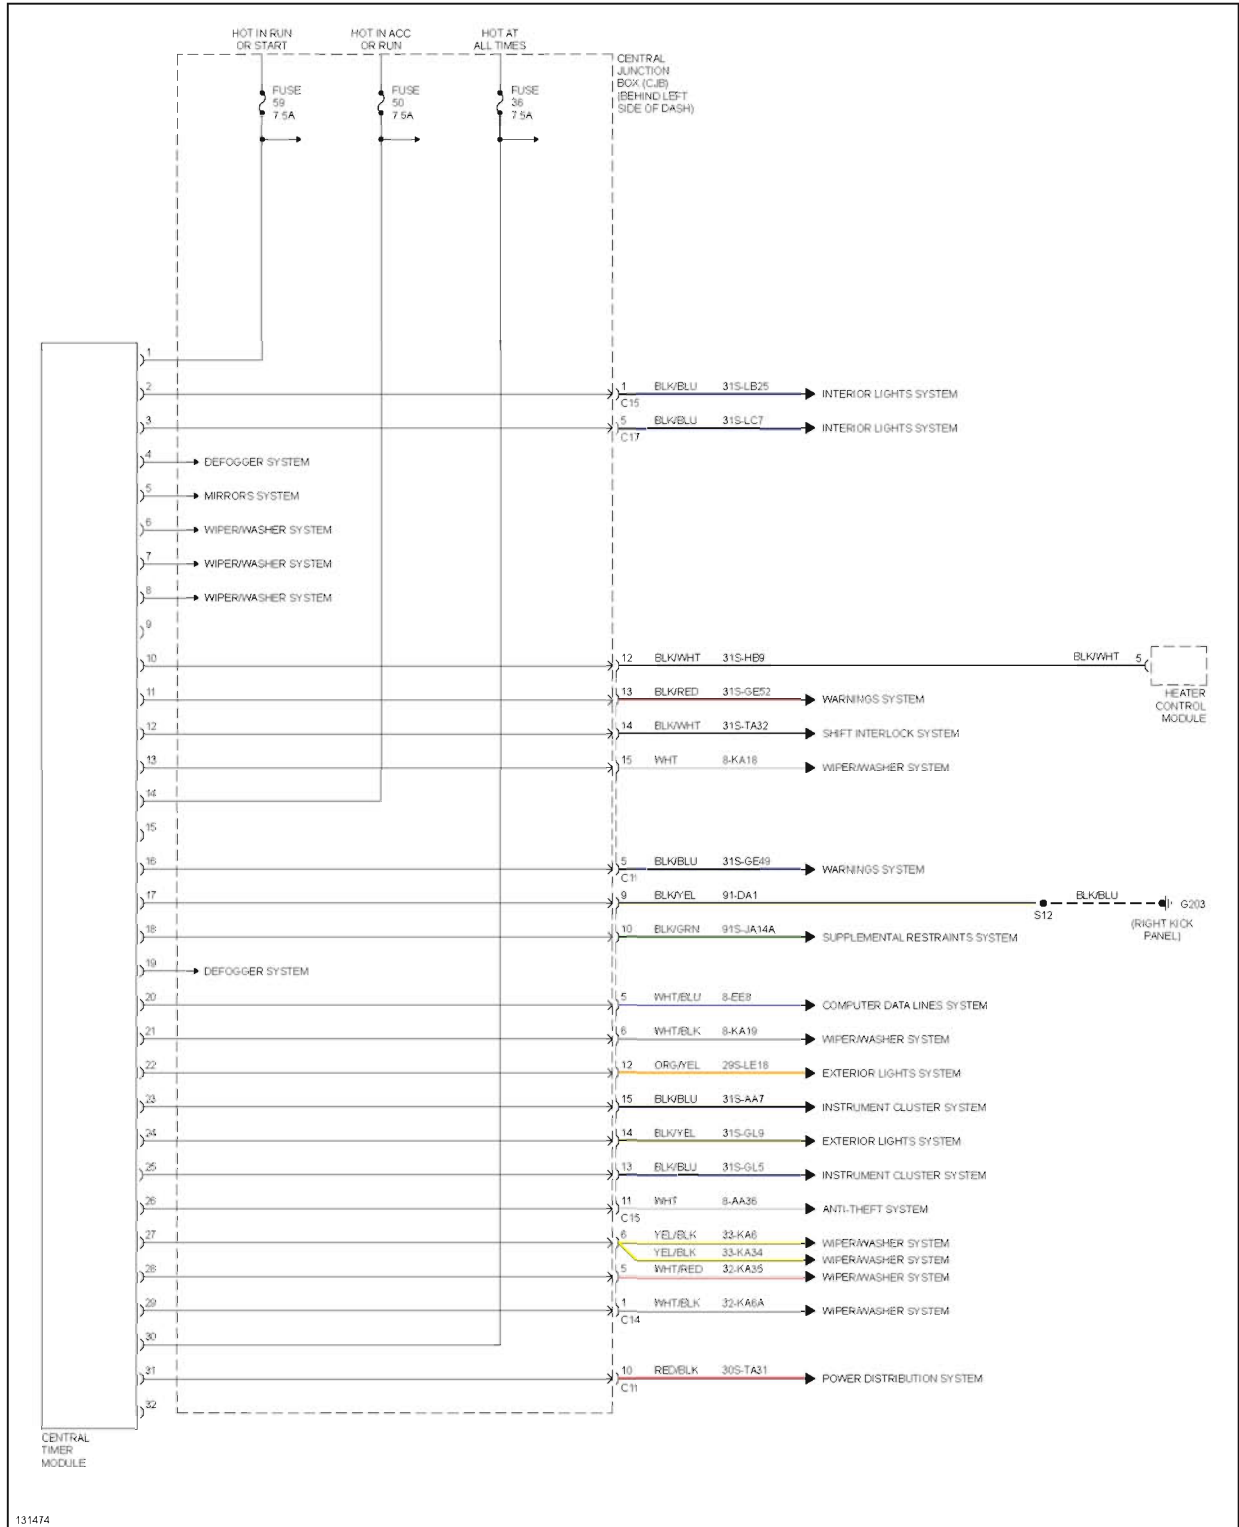 HOT IN RUN
OR START
HOT IN ACC
OR RUN
HOT AT
ALL TIMES
CENTRAL
JUNCTION
BOX (CJB)
(BEHIND LEFT
SIDE OF DASH)
FUSE
59
7.5A
FUSE
50
7.5A
FUSE
36
7.5A
1
2 1 BLK/BLU 31S-LB25 INTERIOR LIGHTS SYSTEM
C15
3 5 BLK/BLU 31S-LC7 INTERIOR LIGHTS SYSTEM
C17
4 DEFOGGER SYSTEM
5 MIRRORS SYSTEM
6 WIPER/WASHER SYSTEM
7 WIPER/WASHER SYSTEM
8 WIPER/WASHER SYSTEM
9
10 12 BLK/WHT 31S-HB9 BLK/WHT 5
HEATER
CONTROL
MODULE
11 13 BLK/RED 31S-GE52 WARNINGS SYSTEM
12 14 BLK/WHT 31S-TA32 SHIFT INTERLOCK SYSTEM
13 15 WHT 8-KA18 WIPER/WASHER SYSTEM
14
15
16 5 BLK/BLU 31S-GE49 WARNINGS SYSTEM
C11
17 9 BLK/YEL 91-DA1 S12 BLK/BLU G203
(RIGHT KICK
PANEL)
18 10 BLK/GRN 91S-JA14A SUPPLEMENTAL RESTRAINTS SYSTEM
19 DEFOGGER SYSTEM
20 5 WHT/BLU 8-EE8 COMPUTER DATA LINES SYSTEM
21 6 WHT/BLK 8-KA19 WIPER/WASHER SYSTEM
22 12 ORG/YEL 29S-LE18 EXTERIOR LIGHTS SYSTEM
23 15 BLK/BLU 31S-AA7 INSTRUMENT CLUSTER SYSTEM
24 14 BLK/YEL 31S-GL9 EXTERIOR LIGHTS SYSTEM
25 13 BLK/BLU 31S-GL5 INSTRUMENT CLUSTER SYSTEM
26 11 WHT 8-AA36 ANTI-THEFT SYSTEM
C15
27 6 YEL/BLK 33-KA6 WIPER/WASHER SYSTEM
YEL/BLK 33-KA34 WIPER/WASHER SYSTEM
28 5 WHT/RED 32-KA35 WIPER/WASHER SYSTEM
29 1 WHT/BLK 32-KA6A WIPER/WASHER SYSTEM
C14
30
31 10 RED/BLK 30S-TA31 POWER DISTRIBUTION SYSTEM
C11
32
CENTRAL
TIMER
MODULE
131474